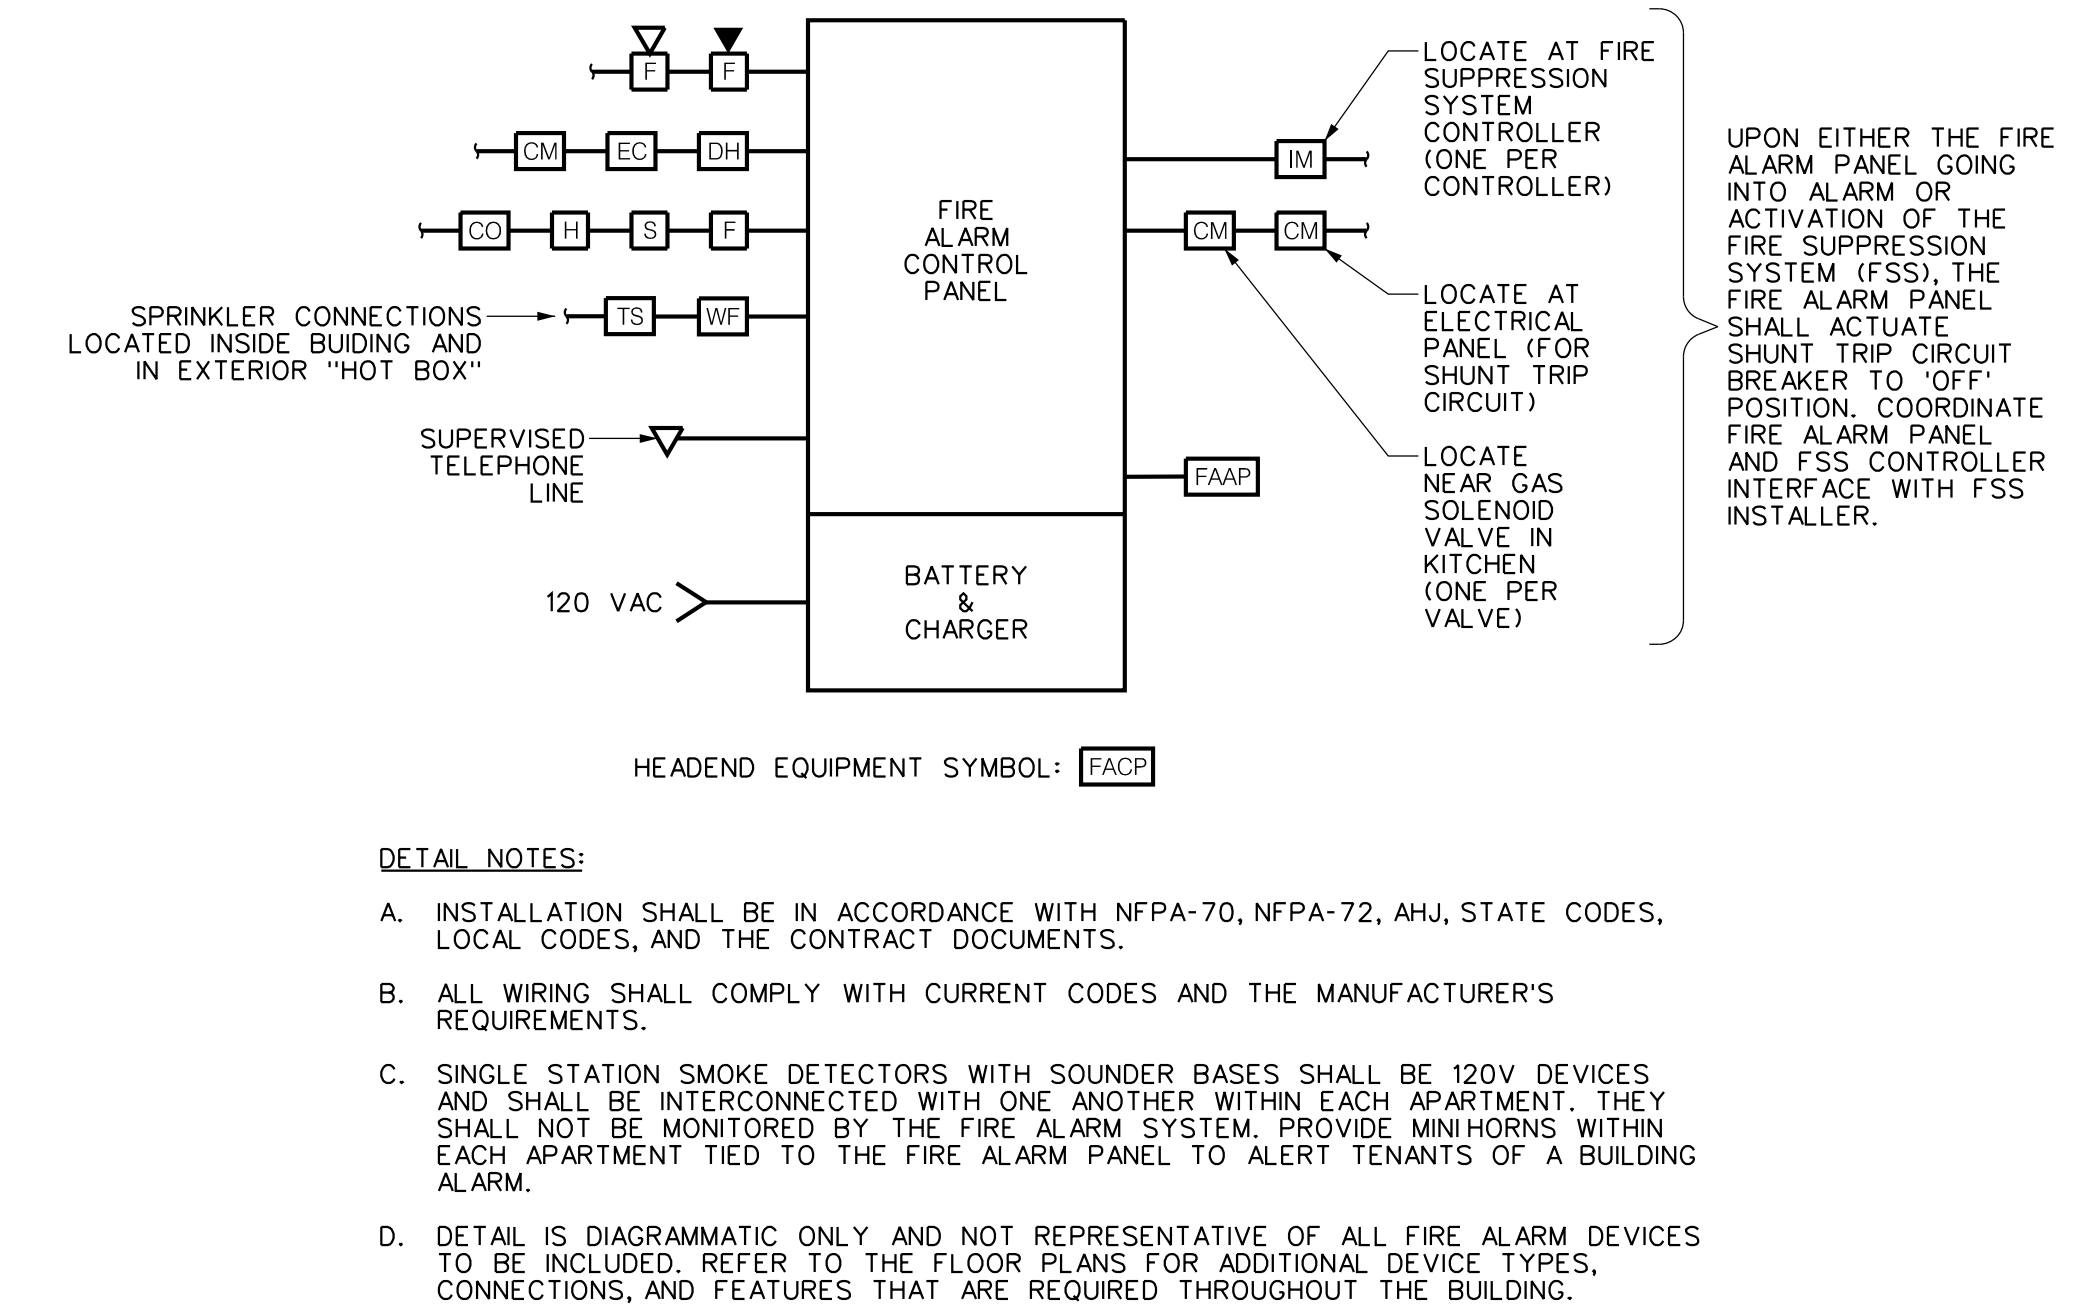 F F
CM EC DH
CO H S F
SPRINKLER CONNECTIONS
LOCATED INSIDE BUIDING AND
IN EXTERIOR "HOT BOX"
TS WF
SUPERVISED
TELEPHONE
LINE
120 VAC
FIRE
ALARM
CONTROL
PANEL
BATTERY
&
CHARGER
IM
CM CM
FAAP
LOCATE AT FIRE
SUPPRESSION
SYSTEM
CONTROLLER
(ONE PER
CONTROLLER)
LOCATE AT
ELECTRICAL
PANEL (FOR
SHUNT TRIP
CIRCUIT)
LOCATE
NEAR GAS
SOLENOID
VALVE IN
KITCHEN
(ONE PER
VALVE)
UPON EITHER THE FIRE
ALARM PANEL GOING
INTO ALARM OR
ACTIVATION OF THE
FIRE SUPPRESSION
SYSTEM (FSS), THE
FIRE ALARM PANEL
SHALL ACTUATE
SHUNT TRIP CIRCUIT
BREAKER TO 'OFF'
POSITION. COORDINATE
FIRE ALARM PANEL
AND FSS CONTROLLER
INTERFACE WITH FSS
INSTALLER.
HEADEND EQUIPMENT SYMBOL: FACP
DETAIL NOTES:
A. INSTALLATION SHALL BE IN ACCORDANCE WITH NFPA-70, NFPA-72, AHJ, STATE CODES,
LOCAL CODES, AND THE CONTRACT DOCUMENTS.
B. ALL WIRING SHALL COMPLY WITH CURRENT CODES AND THE MANUFACTURER'S
REQUIREMENTS.
C. SINGLE STATION SMOKE DETECTORS WITH SOUNDER BASES SHALL BE 120V DEVICES
AND SHALL BE INTERCONNECTED WITH ONE ANOTHER WITHIN EACH APARTMENT. THEY
SHALL NOT BE MONITORED BY THE FIRE ALARM SYSTEM. PROVIDE MINIHORNS WITHIN
EACH APARTMENT TIED TO THE FIRE ALARM PANEL TO ALERT TENANTS OF A BUILDING
ALARM.
D. DETAIL IS DIAGRAMMATIC ONLY AND NOT REPRESENTATIVE OF ALL FIRE ALARM DEVICES
TO BE INCLUDED. REFER TO THE FLOOR PLANS FOR ADDITIONAL DEVICE TYPES,
CONNECTIONS, AND FEATURES THAT ARE REQUIRED THROUGHOUT THE BUILDING.